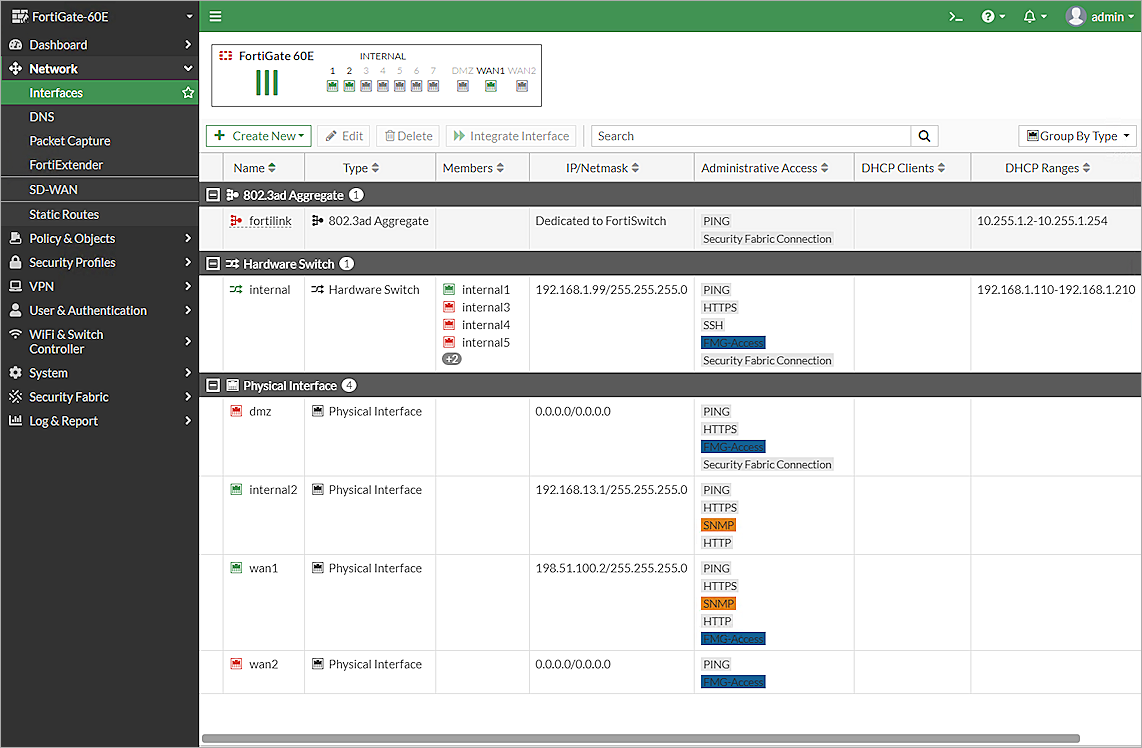 FortiGate-60E
admin
Dashboard
Network
Interfaces
DNS
Packet Capture
FortiExtender
SD-WAN
Static Routes
Policy & Objects
Security Profiles
VPN
User & Authentication
WiFi & Switch
Controller
System
Security Fabric
Log & Report
FortiGate 60E
INTERNAL
1 2 3 4 5 6 7 DMZ WAN1 WAN2
Create New Edit Delete Integrate Interface Search Group By Type
Name Type Members IP/Netmask Administrative Access DHCP Clients DHCP Ranges
802.3ad Aggregate 1
fortilink 802.3ad Aggregate Dedicated to FortiSwitch PING 10.255.1.2-10.255.1.254
Security Fabric Connection
Hardware Switch 1
internal Hardware Switch internal1 192.168.1.99/255.255.255.0 PING 192.168.1.110-192.168.1.210
internal3 HTTPS
internal4 SSH
internal5 FMG-Access
+2 Security Fabric Connection
Physical Interface 4
dmz Physical Interface 0.0.0.0/0.0.0.0 PING
HTTPS
FMG-Access
Security Fabric Connection
internal2 Physical Interface 192.168.13.1/255.255.255.0 PING
HTTPS
SNMP
HTTP
wan1 Physical Interface 198.51.100.2/255.255.255.0 PING
HTTPS
SNMP
HTTP
FMG-Access
wan2 Physical Interface 0.0.0.0/0.0.0.0 PING
FMG-Access